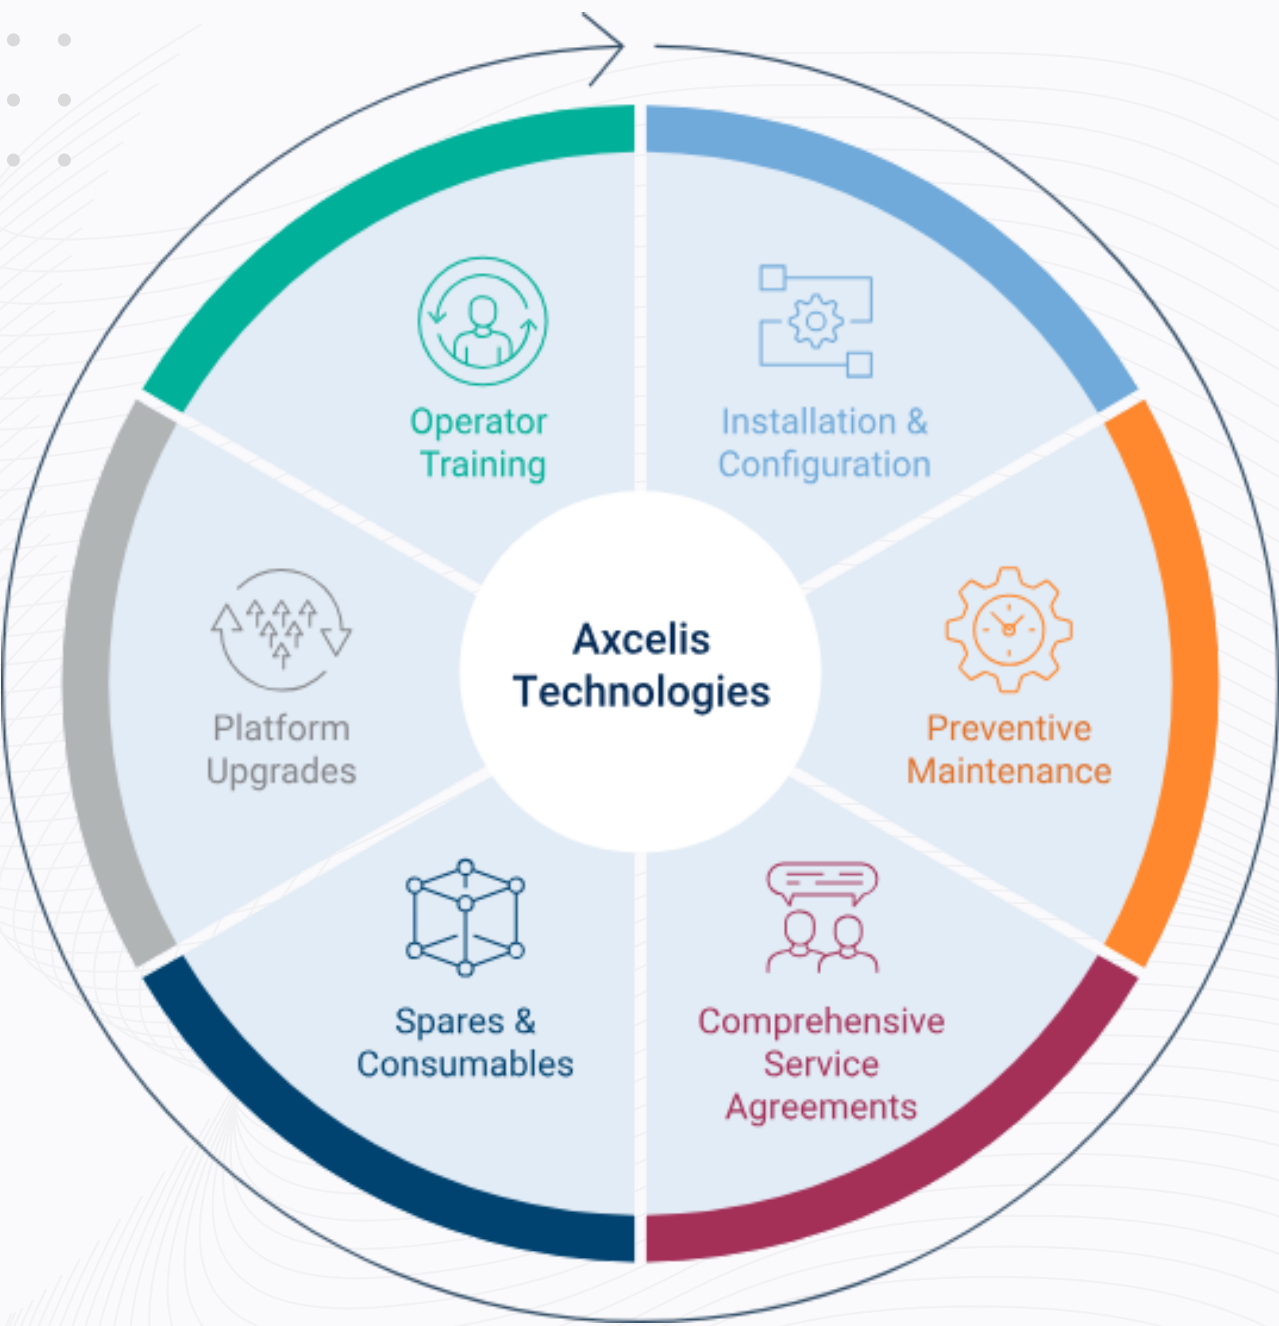 Operator
Training
Installation &
Configuration
Axcelis
Technologies
Platform
Upgrades
Preventive
Maintenance
Spares &
Consumables
Comprehensive
Service
Agreements